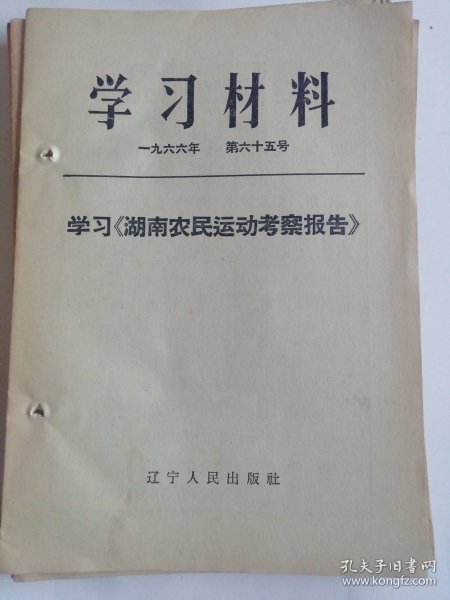 学习材料
一九六六年 第六十五号
学习《湖南农民运动考察报告》
辽宁人民出版社
孔夫子旧书网
www.kongfz.com